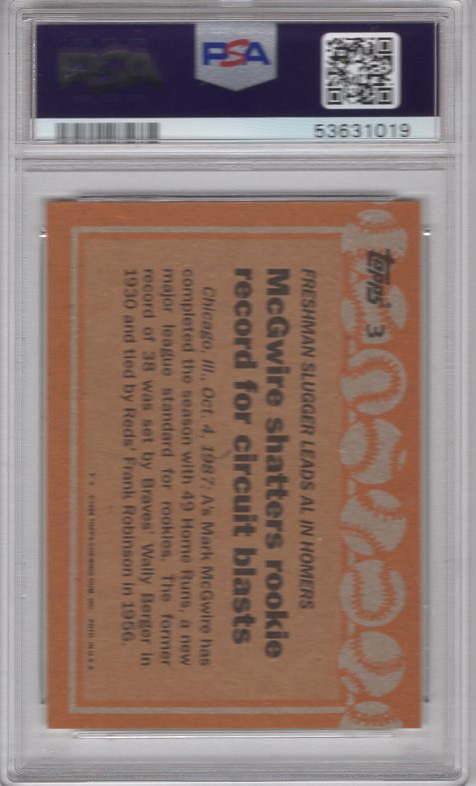 PSA
PSA
53631019
Topps 3
FRESHMAN SLUGGER LEADS AL IN HOMERS
McGwire shatters rookie
record for circuit blasts
Chicago, Ill., Oct. 4, 1987: A's Mark McGwire has
completed the season with 49 Home Runs, a new
major league standard for rookies. The former
record of 38 was set by Braves' Wally Berger in
1930 and tied by Reds' Frank Robinson in 1956.